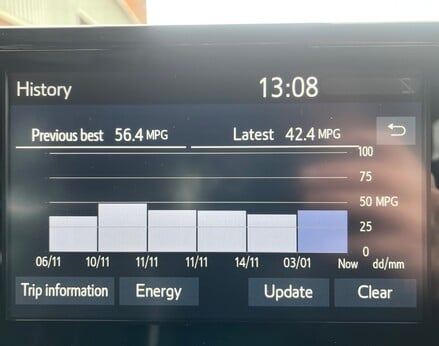 History 13:08
Previous best 56.4 MPG Latest 42.4 MPG
100
75
50 MPG
25
0
06/11 10/11 11/11 11/11 14/11 03/01 Now dd/mm
Trip information Energy Update Clear